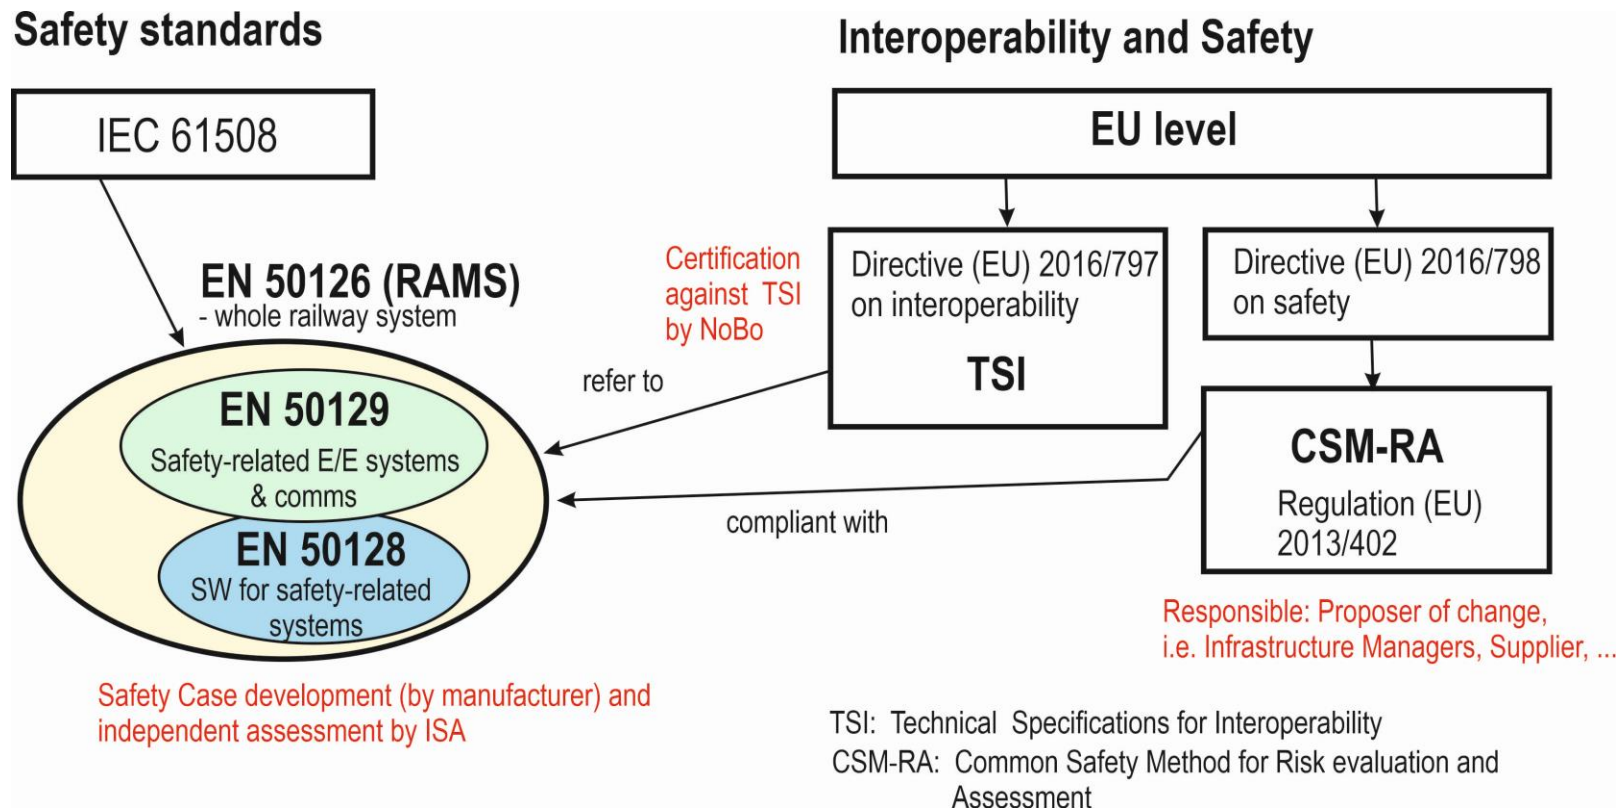 Safety standards
IEC 61508
EN 50126 (RAMS)
- whole railway system
EN 50129
Safety-related E/E systems
& comms
EN 50128
SW for safety-related
systems
Safety Case development (by manufacturer) and
independent assessment by ISA
refer to
compliant with
Interoperability and Safety
EU level
Certification
against TSI
by NoBo
Directive (EU) 2016/797
on interoperability
TSI
Directive (EU) 2016/798
on safety
CSM-RA
Regulation (EU)
2013/402
Responsible: Proposer of change,
i.e. Infrastructure Managers, Supplier, ...
TSI: Technical Specifications for Interoperability
CSM-RA: Common Safety Method for Risk evaluation and
Assessment